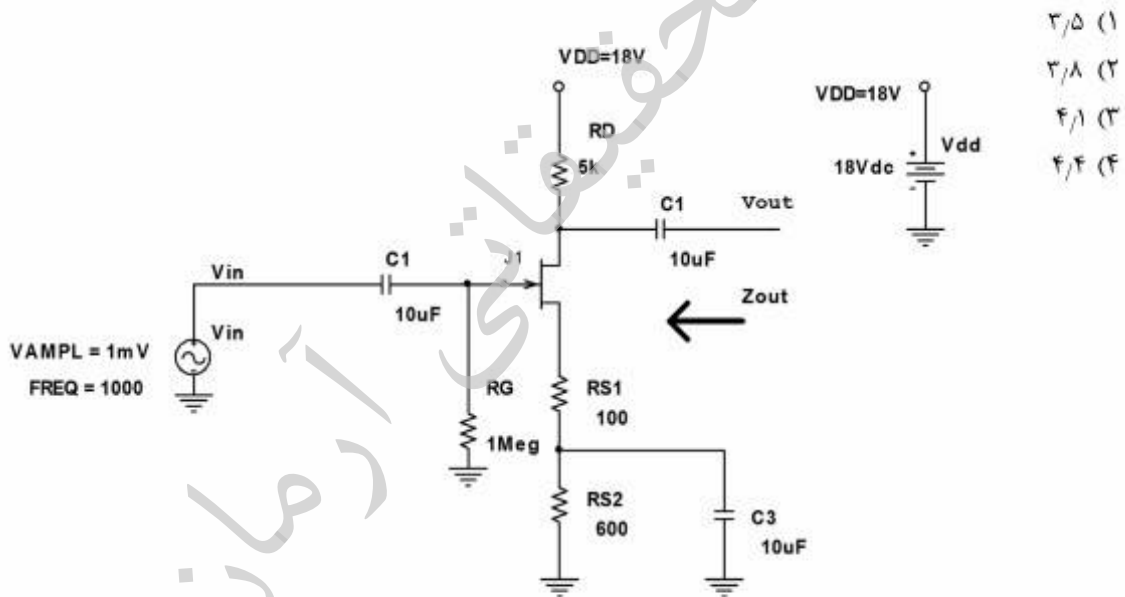 ۱) ۳٫۵
۲) ۳٫۸
۳) ۴٫۱
۴) ۴٫۴
VDD=18V
RD
5k
C1
10uF
Vout
VDD=18V
18Vdc
Vdd
Vin
C1
10uF
J1
Zout
Vin
VAMPL = 1mV
FREQ = 1000
RG
1Meg
RS1
100
RS2
600
C3
10uF